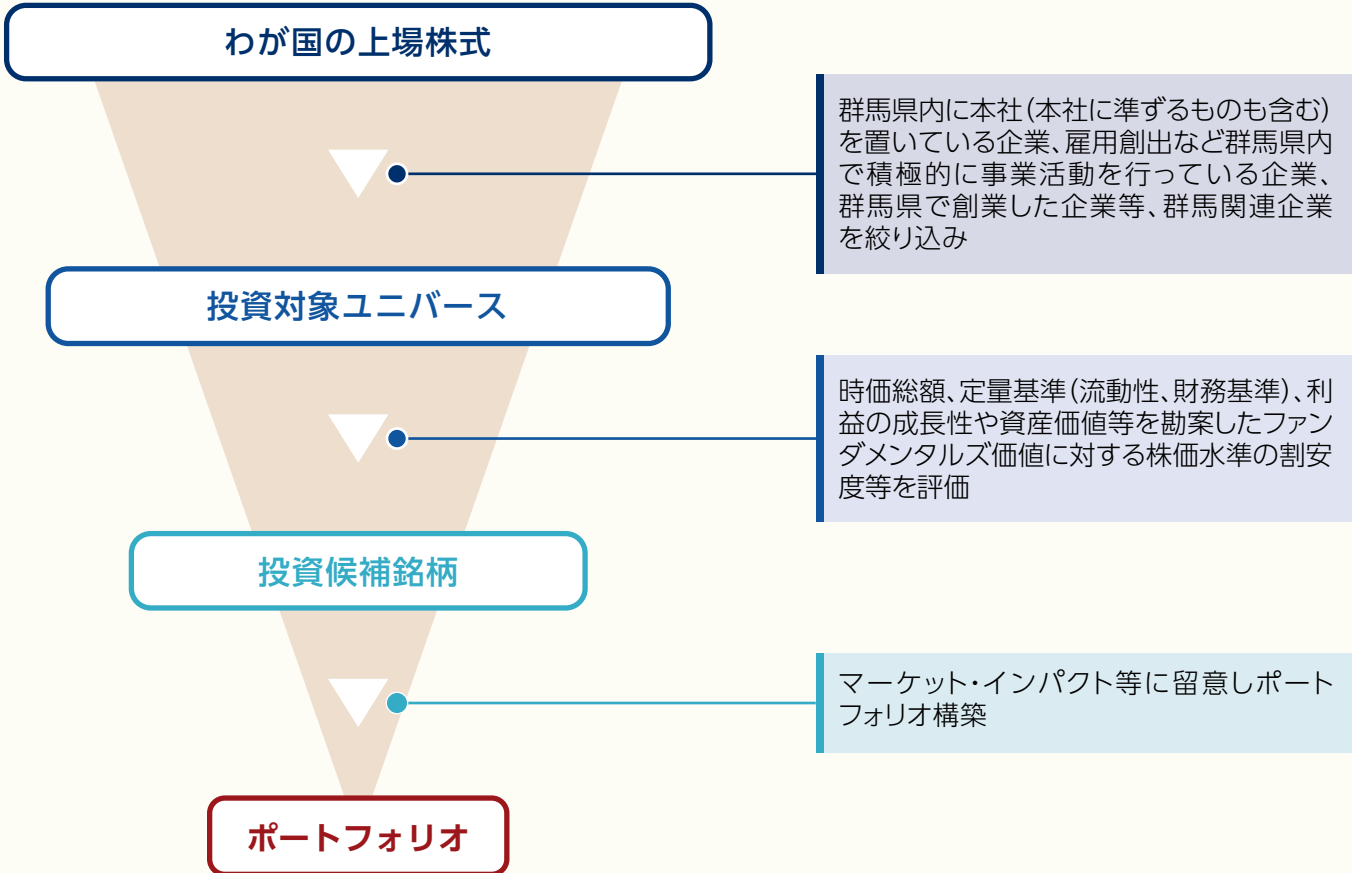 わが国の上場株式
群馬県内に本社(本社に準ずるものも含む)
を置いている企業、雇用創出など群馬県内
で積極的に事業活動を行っている企業、
群馬県で創業した企業等、群馬関連企業
を絞り込み
投資対象ユニバース
時価総額、定量基準(流動性、財務基準)、利
益の成長性や資産価値等を勘案したファン
ダメンタルズ価値に対する株価水準の割安
度等を評価
投資候補銘柄
マーケット・インパクト等に留意しポート
フォリオ構築
ポートフォリオ